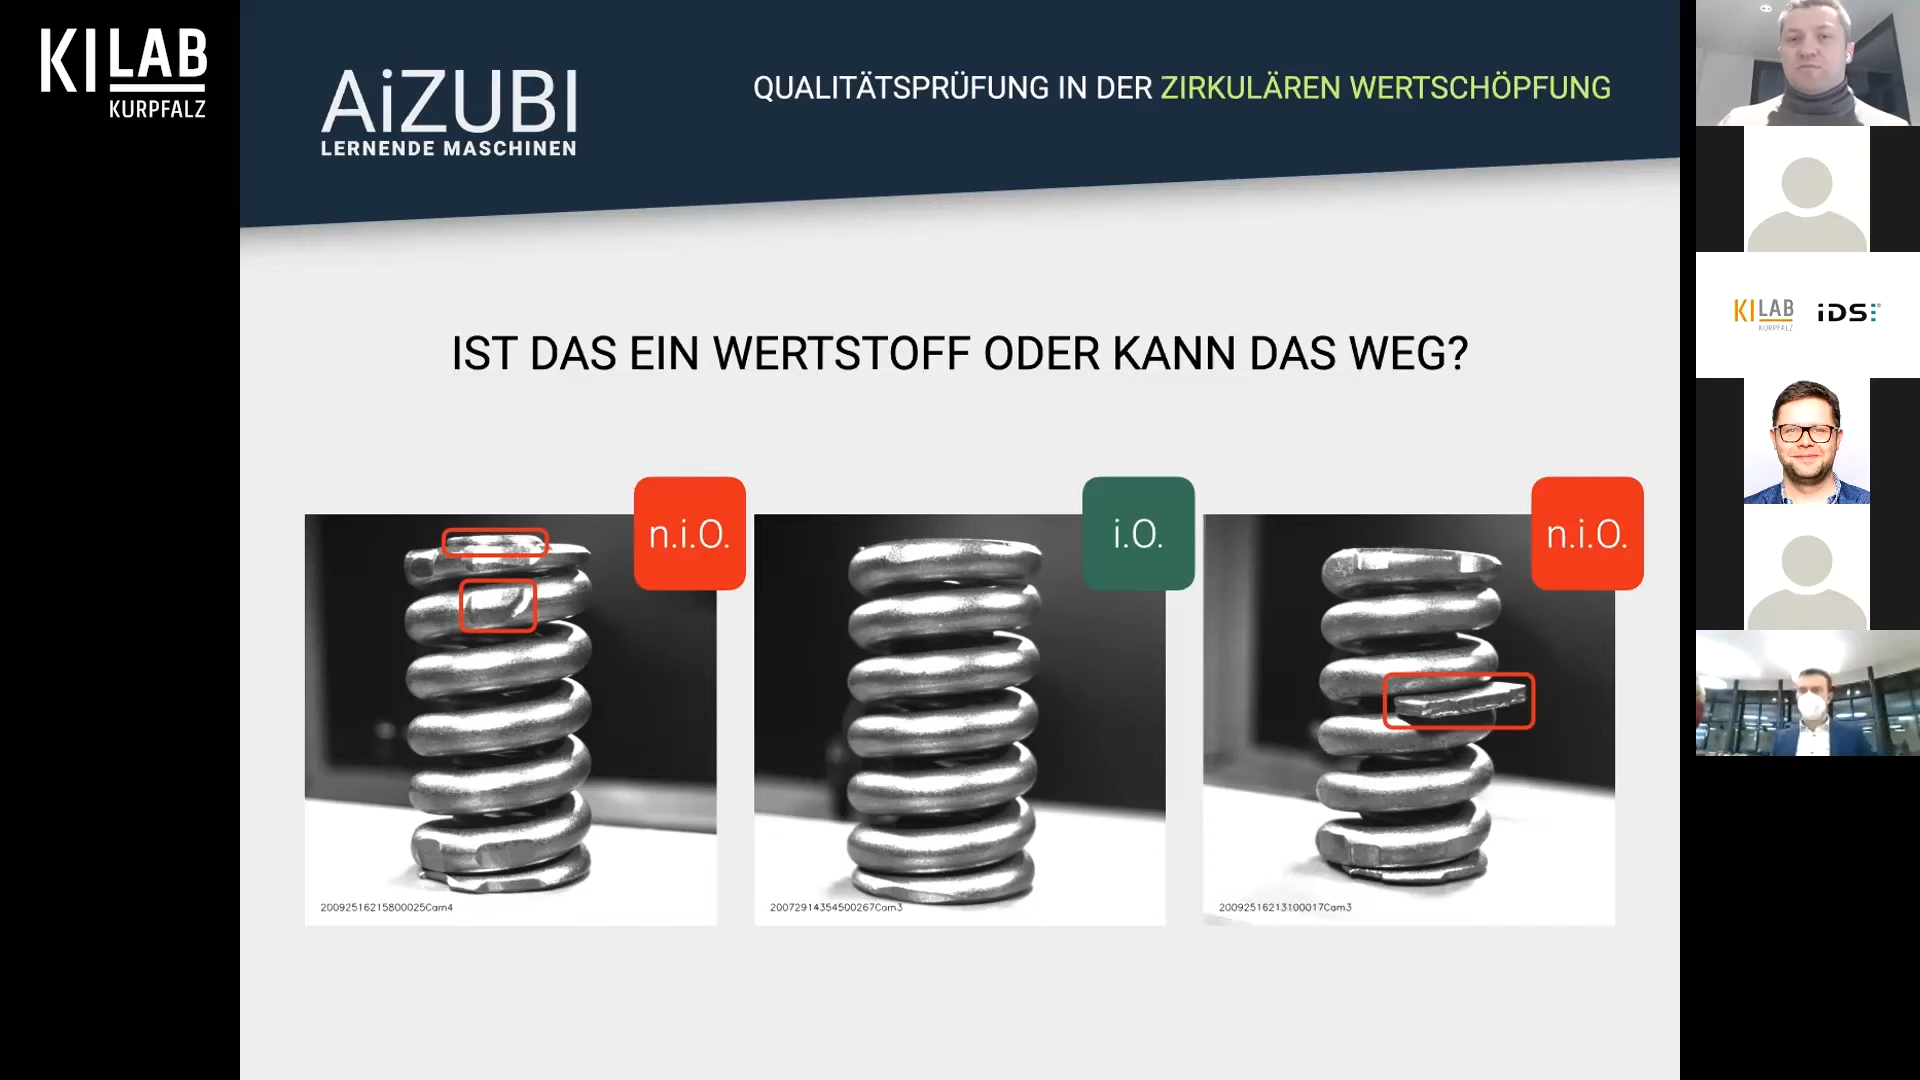 KI LAB
KURPFALZ
AiZUBI
LERNENDE MASCHINEN
QUALITÄTSPRÜFUNG IN DER ZIRKULÄREN WERTSCHÖPFUNG
IST DAS EIN WERTSTOFF ODER KANN DAS WEG?
n.i.O.
i.O.
n.i.O.
20092516215800025Cam4
20072914354500267Cam3
20092516213100017Cam3
KI LAB
KURPFALZ
iDS